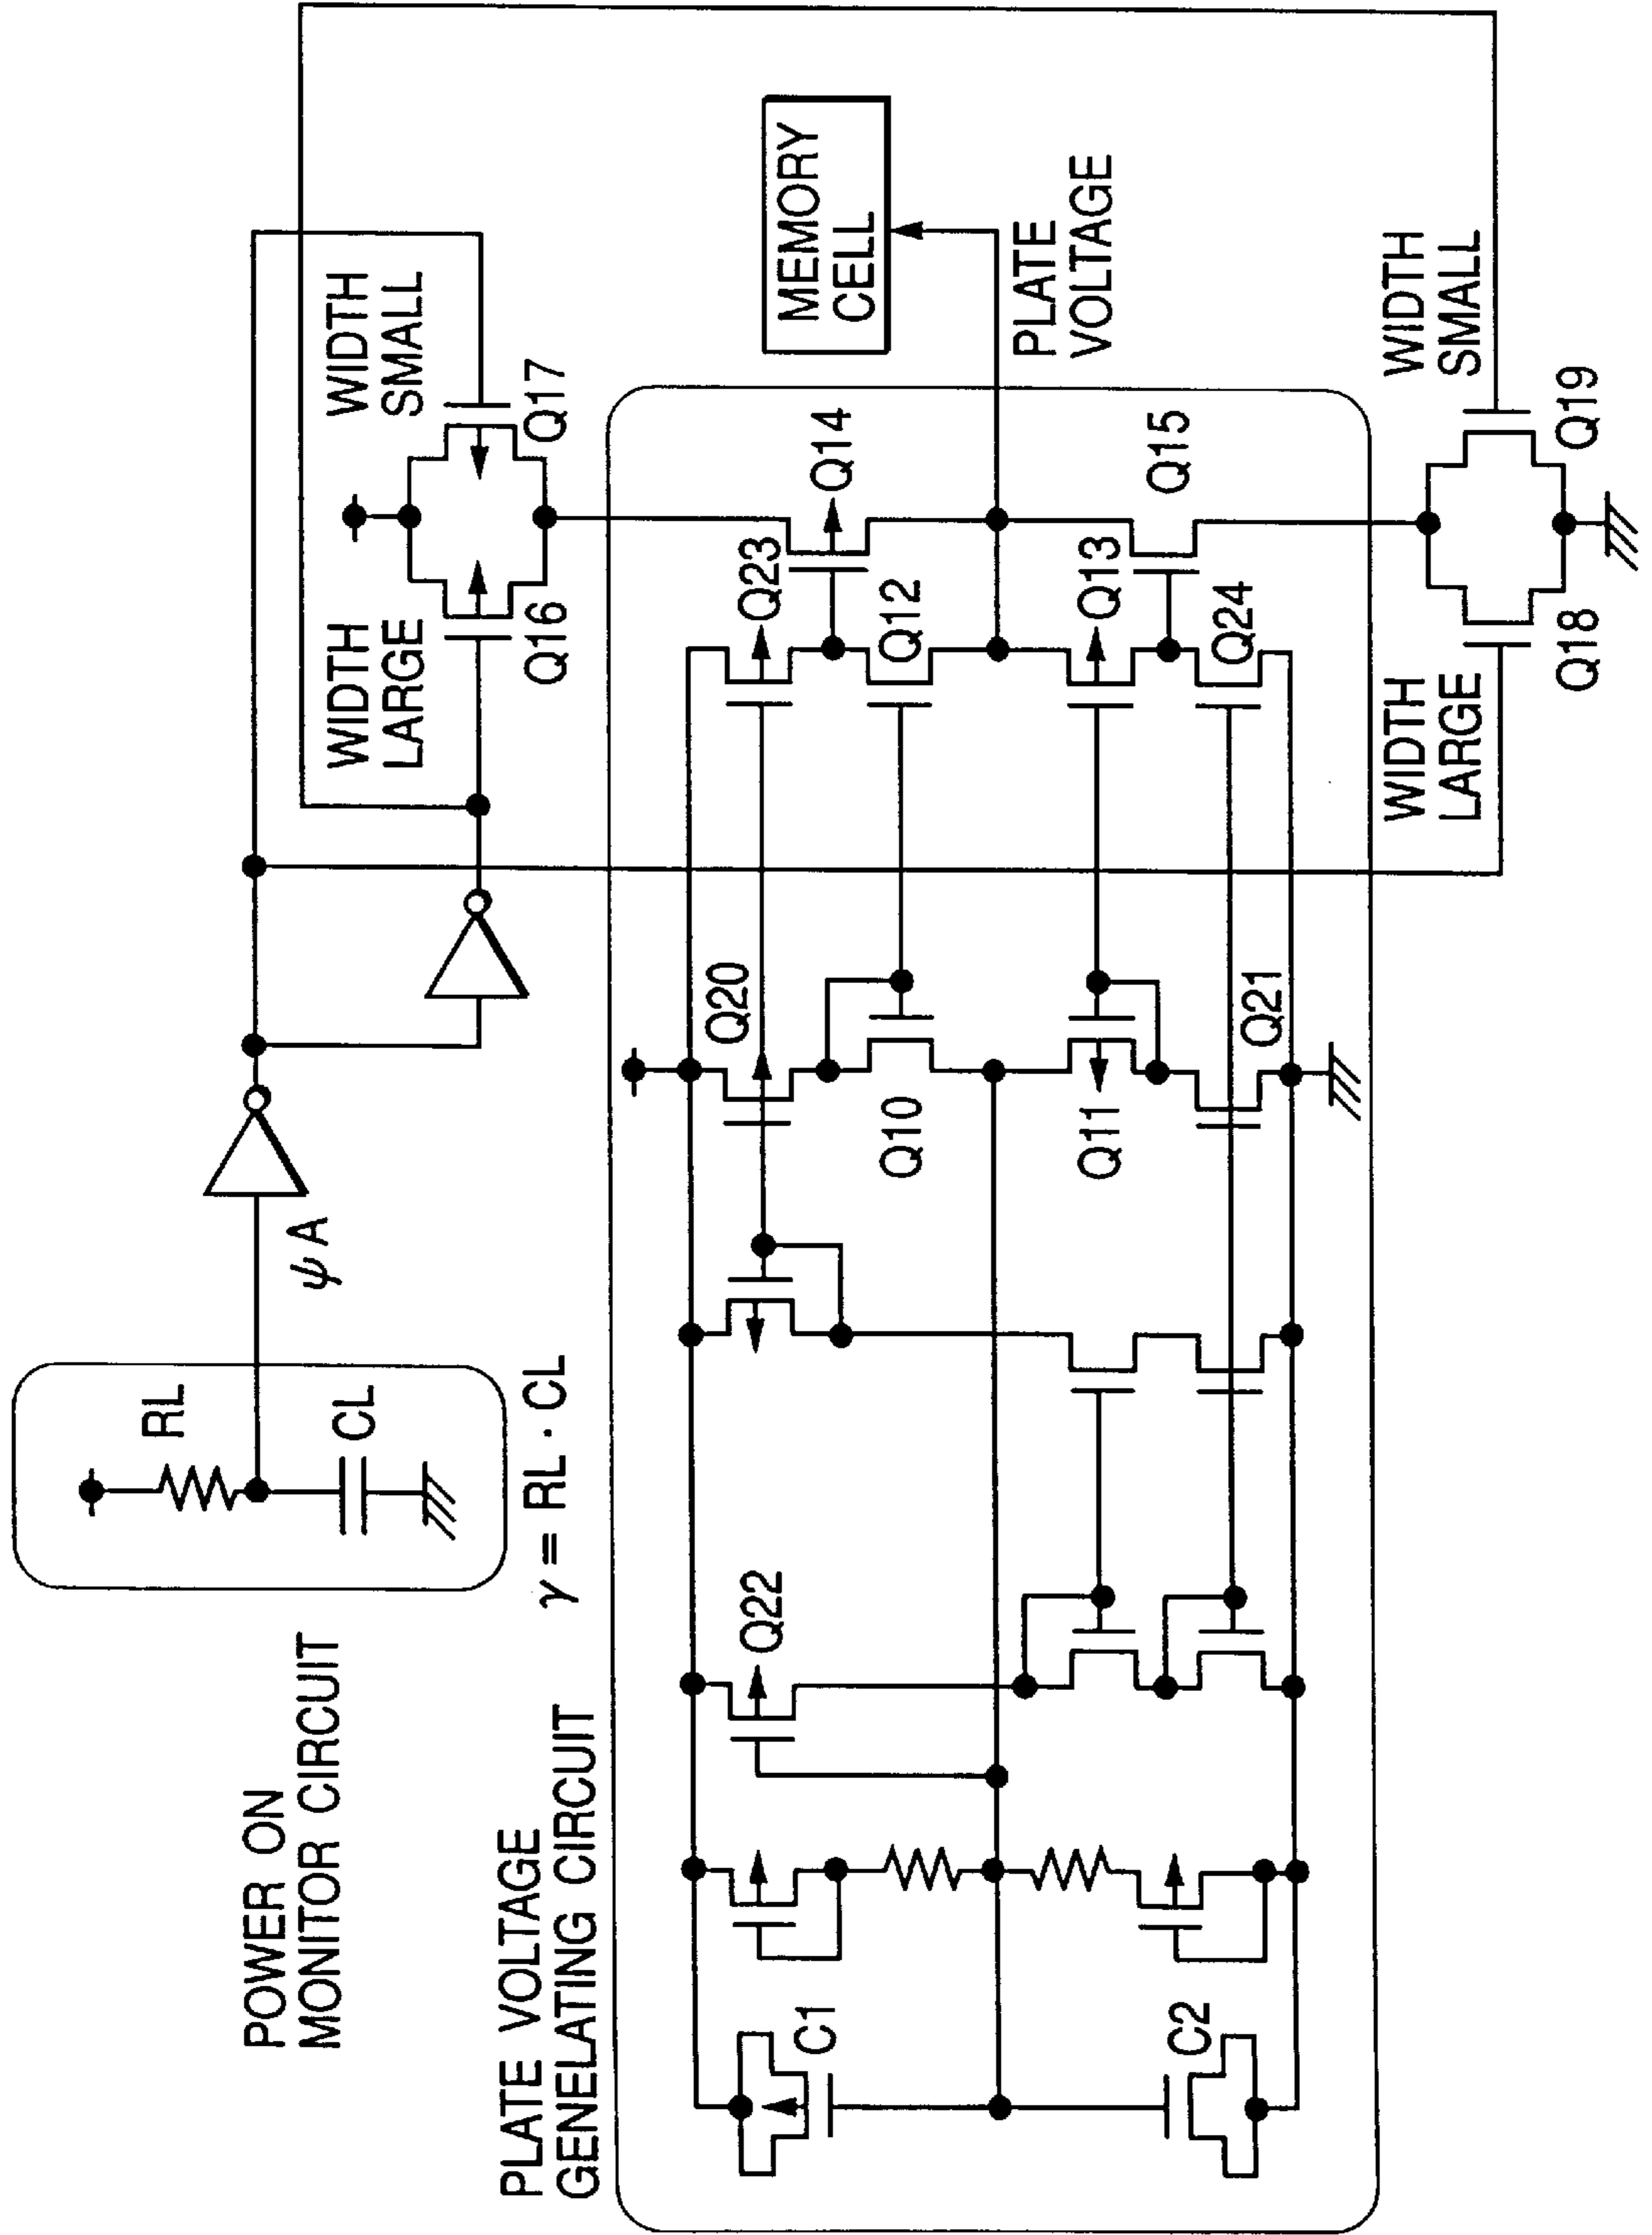 POWER ON
MONITOR CIRCUIT
RL
CL
γ = RL · CL
ψ A
WIDTH
LARGE
Q16
WIDTH
SMALL
Q17
PLATE VOLTAGE
GENELATING CIRCUIT
C1
C2
Q22
Q20
Q10
Q11
Q21
Q23
Q12
Q13
Q24
Q14
Q15
MEMORY
CELL
PLATE
VOLTAGE
WIDTH
LARGE
Q18
WIDTH
SMALL
Q19